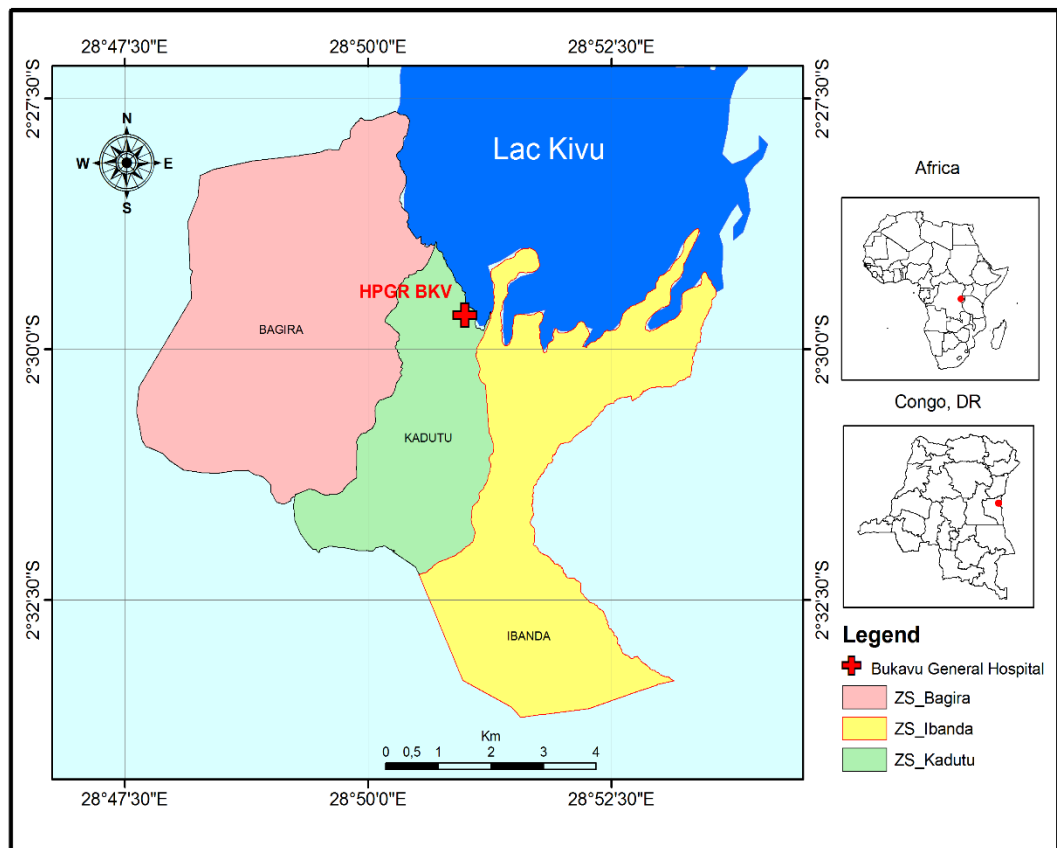 28°47'30"E 28°50'0"E 28°52'30"E
2°27'30"S 2°27'30"S
N
W E
S
Lac Kivu
Africa
HPGR BKV
BAGIRA
2°30'0"S 2°30'0"S
Congo, DR
KADUTU
2°32'30"S 2°32'30"S
IBANDA
Legend
Bukavu General Hospital
ZS_Bagira
ZS_Ibanda
ZS_Kadutu
Km
0 0,5 1 2 3 4
28°47'30"E 28°50'0"E 28°52'30"E